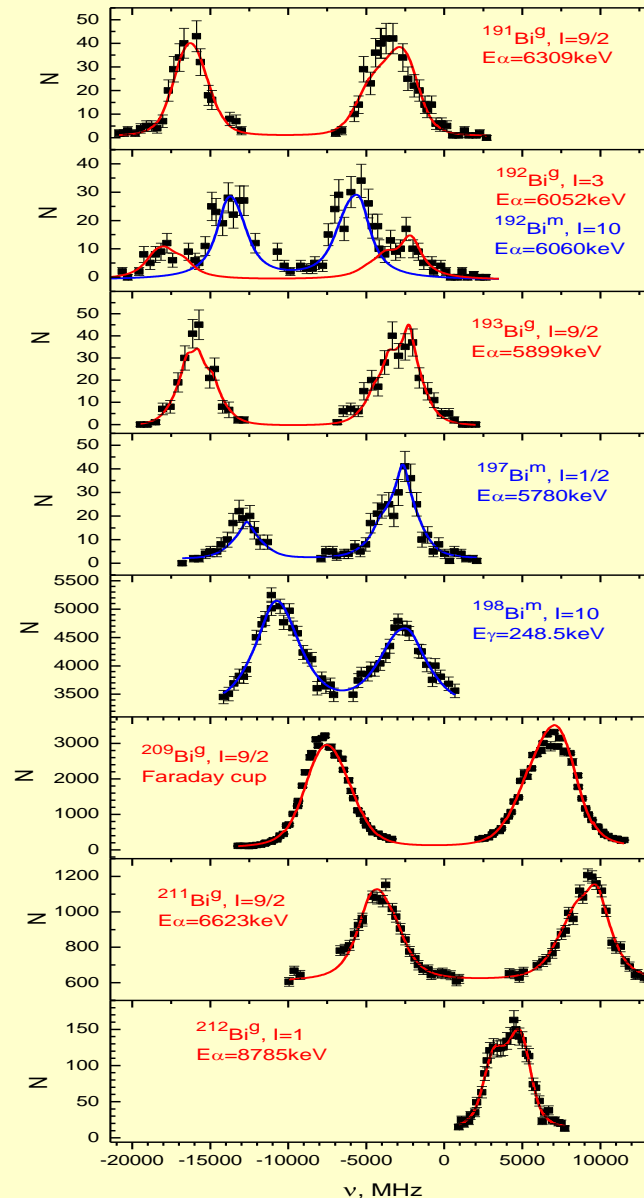 50
40
30
20
10
0
N
¹⁹¹Biᵍ, I=9/2
Eα=6309keV
40
30
20
10
0
N
¹⁹²Biᵍ, I=3
Eα=6052keV
¹⁹²Biᵐ, I=10
Eα=6060keV
50
40
30
20
10
0
N
¹⁹³Biᵍ, I=9/2
Eα=5899keV
50
40
30
20
10
0
N
¹⁹⁷Biᵐ, I=1/2
Eα=5780keV
5500
5000
4500
4000
3500
N
¹⁹⁸Biᵐ, I=10
Eγ=248.5keV
3000
2000
1000
0
N
²⁰⁹Biᵍ, I=9/2
Faraday cup
1200
1000
800
600
N
²¹¹Biᵍ, I=9/2
Eα=6623keV
150
100
50
0
N
²¹²Biᵍ, I=1
Eα=8785keV
-20000 -15000 -10000 -5000 0 5000 10000
ν, MHz